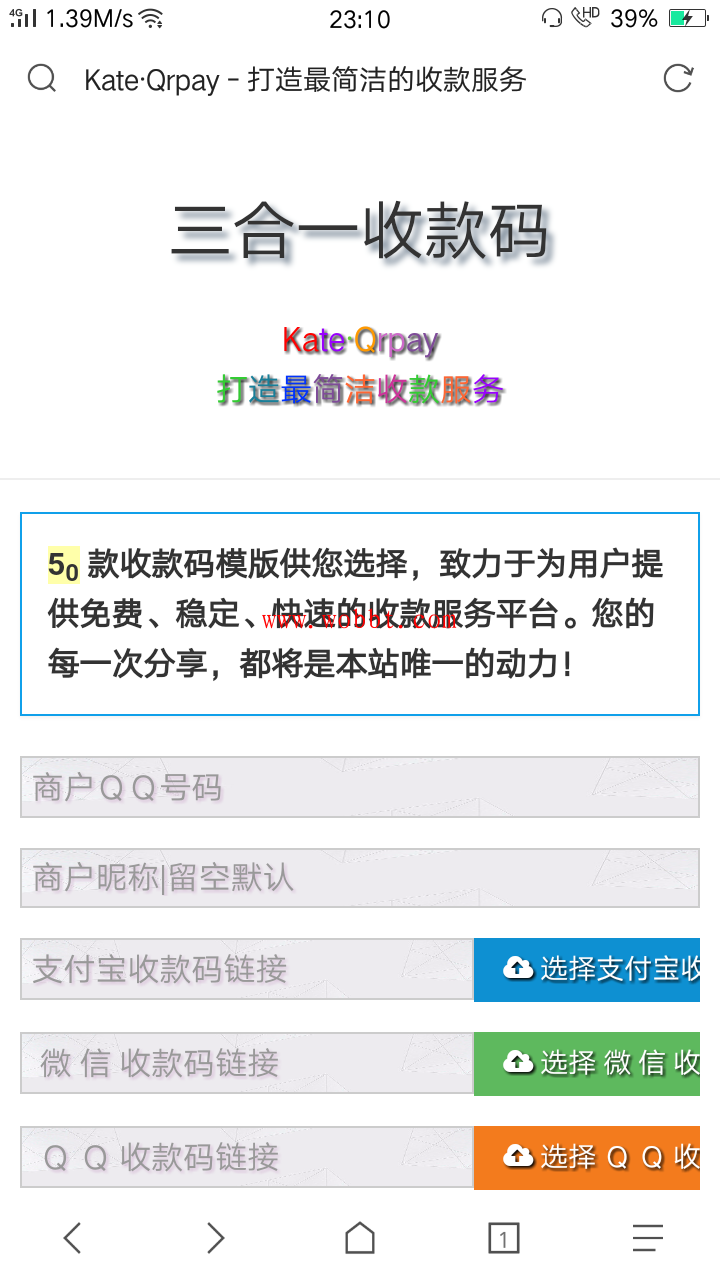 4G 1.39M/s 23:10 HD 39%
Kate·Qrpay - 打造最简洁的收款服务
三合一收款码
Kate·Qrpay
打造最简洁收款服务
50 款收款码模版供您选择，致力于为用户提
供免费、稳定、快速的收款服务平台。您的
www.wobbt.com
每一次分享，都将是本站唯一的动力！
商户ＱＱ号码
商户昵称|留空默认
支付宝收款码链接 选择支付宝收
微 信 收款码链接 选择 微 信 收
Ｑ Ｑ 收款码链接 选择 Ｑ Ｑ 收
1